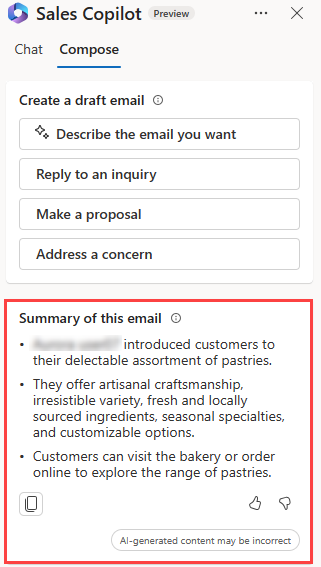 Sales Copilot Preview
Chat Compose
Create a draft email
Describe the email you want
Reply to an inquiry
Make a proposal
Address a concern
Summary of this email
• introduced customers to
their delectable assortment of pastries.
• They offer artisanal craftsmanship,
irresistible variety, fresh and locally
sourced ingredients, seasonal specialties,
and customizable options.
• Customers can visit the bakery or order
online to explore the range of pastries.
AI-generated content may be incorrect